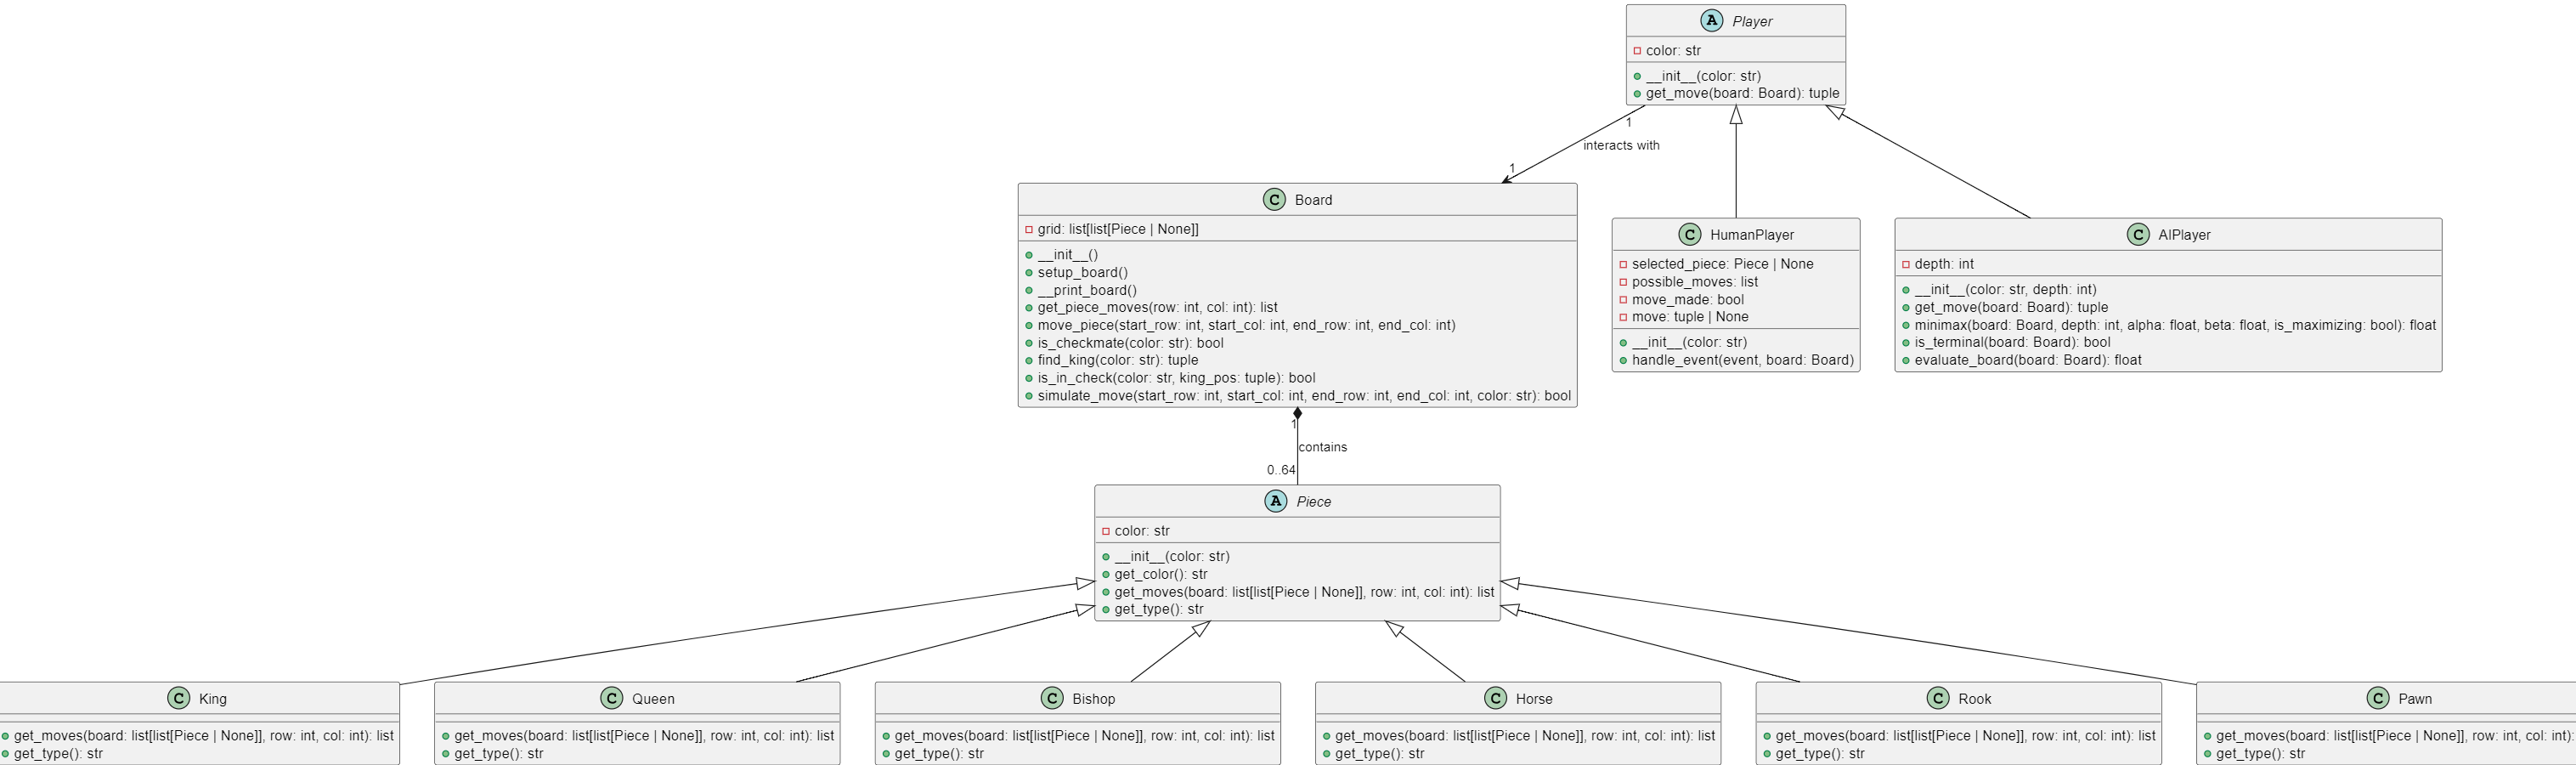 A Player
color: str
__init__(color: str)
get_move(board: Board): tuple
1
interacts with
1
C Board
grid: list[list[Piece | None]]
__init__()
setup_board()
__print_board()
get_piece_moves(row: int, col: int): list
move_piece(start_row: int, start_col: int, end_row: int, end_col: int)
is_checkmate(color: str): bool
find_king(color: str): tuple
is_in_check(color: str, king_pos: tuple): bool
simulate_move(start_row: int, start_col: int, end_row: int, end_col: int, color: str): bool
C HumanPlayer
selected_piece: Piece | None
possible_moves: list
move_made: bool
move: tuple | None
__init__(color: str)
handle_event(event, board: Board)
C AIPlayer
depth: int
__init__(color: str, depth: int)
get_move(board: Board): tuple
minimax(board: Board, depth: int, alpha: float, beta: float, is_maximizing: bool): float
is_terminal(board: Board): bool
evaluate_board(board: Board): float
1
contains
0..64
A Piece
color: str
__init__(color: str)
get_color(): str
get_moves(board: list[list[Piece | None]], row: int, col: int): list
get_type(): str
C King
get_moves(board: list[list[Piece | None]], row: int, col: int): list
get_type(): str
C Queen
get_moves(board: list[list[Piece | None]], row: int, col: int): list
get_type(): str
C Bishop
get_moves(board: list[list[Piece | None]], row: int, col: int): list
get_type(): str
C Horse
get_moves(board: list[list[Piece | None]], row: int, col: int): list
get_type(): str
C Rook
get_moves(board: list[list[Piece | None]], row: int, col: int): list
get_type(): str
C Pawn
get_moves(board: list[list[Piece | None]], row: int, col: int):
get_type(): str